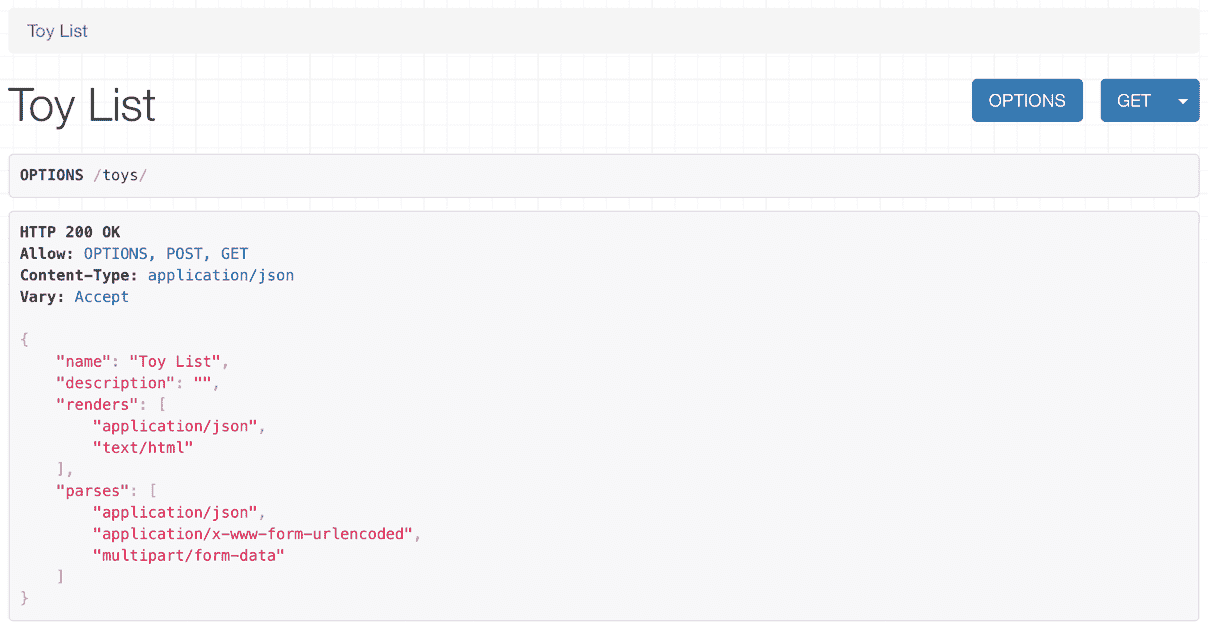 Toy List
Toy List
OPTIONS
GET
OPTIONS /toys/
HTTP 200 OK
Allow: OPTIONS, POST, GET
Content-Type: application/json
Vary: Accept
{
    "name": "Toy List",
    "description": "",
    "renders": [
        "application/json",
        "text/html"
    ],
    "parses": [
        "application/json",
        "application/x-www-form-urlencoded",
        "multipart/form-data"
    ]
}